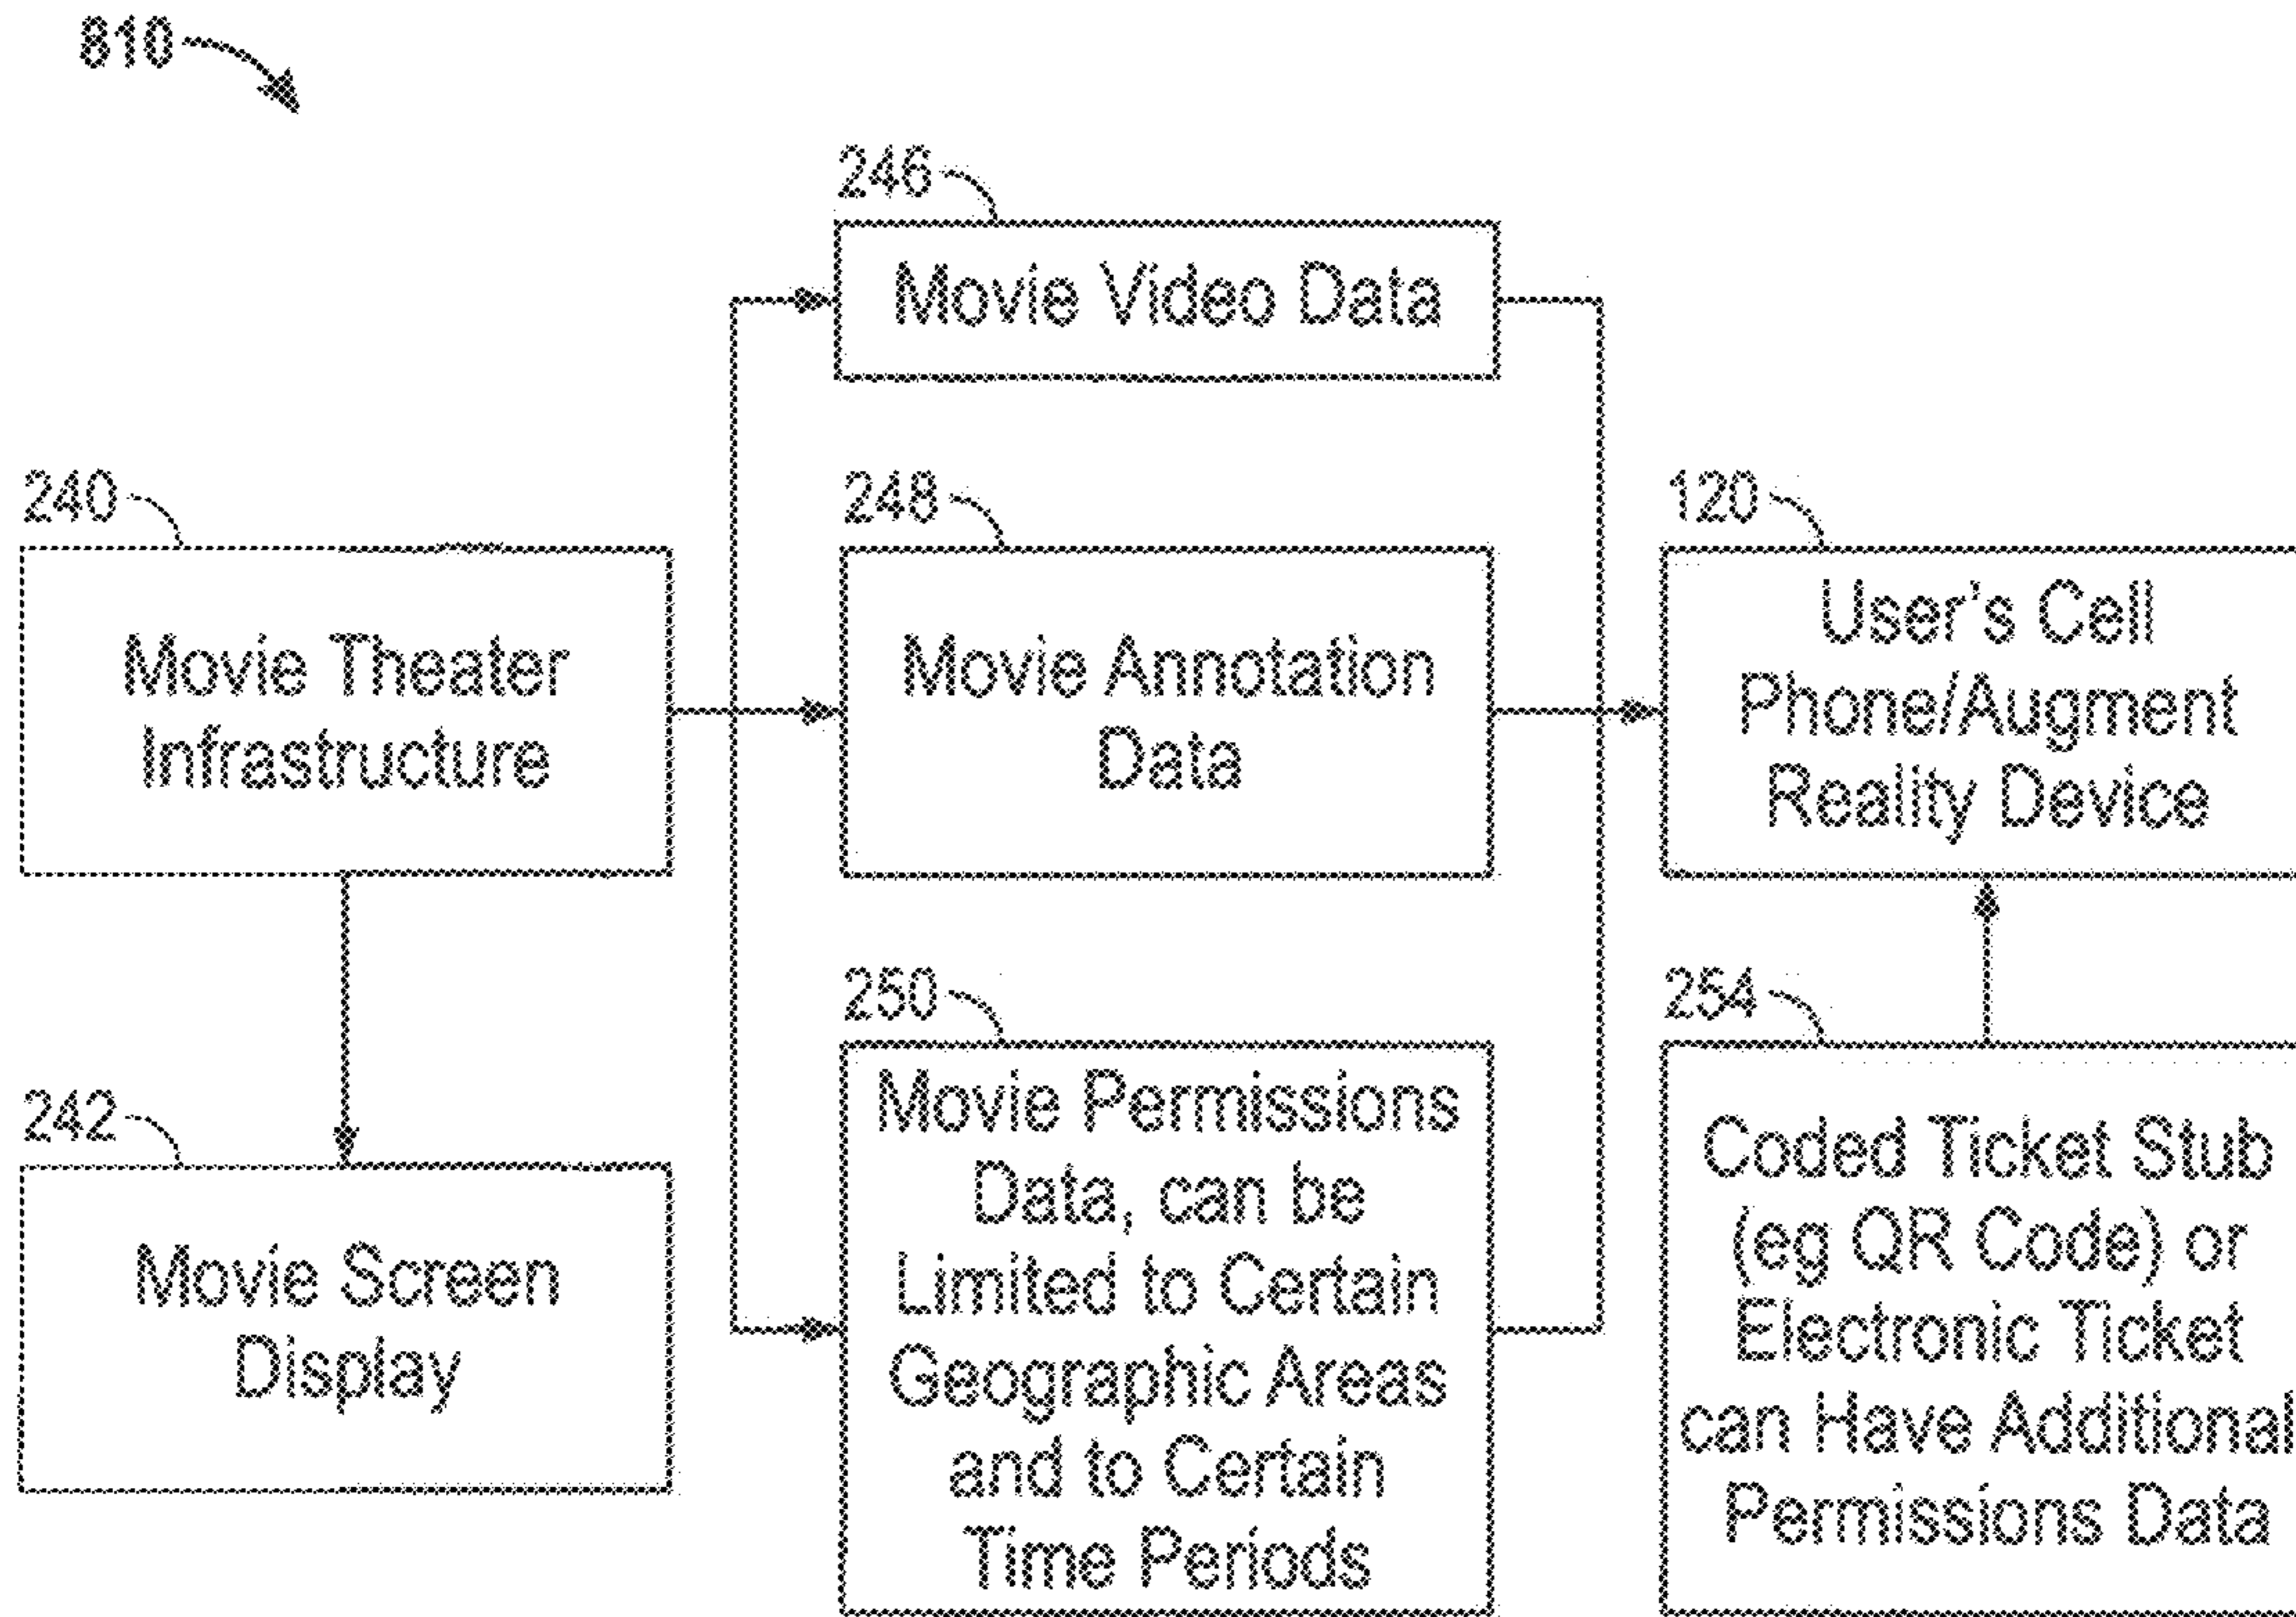 810
246
Movie Video Data
240
Movie Theater
Infrastructure
248
Movie Annotation
Data
120
User's Cell
Phone/Augment
Reality Device
242
Movie Screen
Display
250
Movie Permissions
Data, can be
Limited to Certain
Geographic Areas
and to Certain
Time Periods
254
Coded Ticket Stub
(eg QR Code) or
Electronic Ticket
can Have Additional
Permissions Data